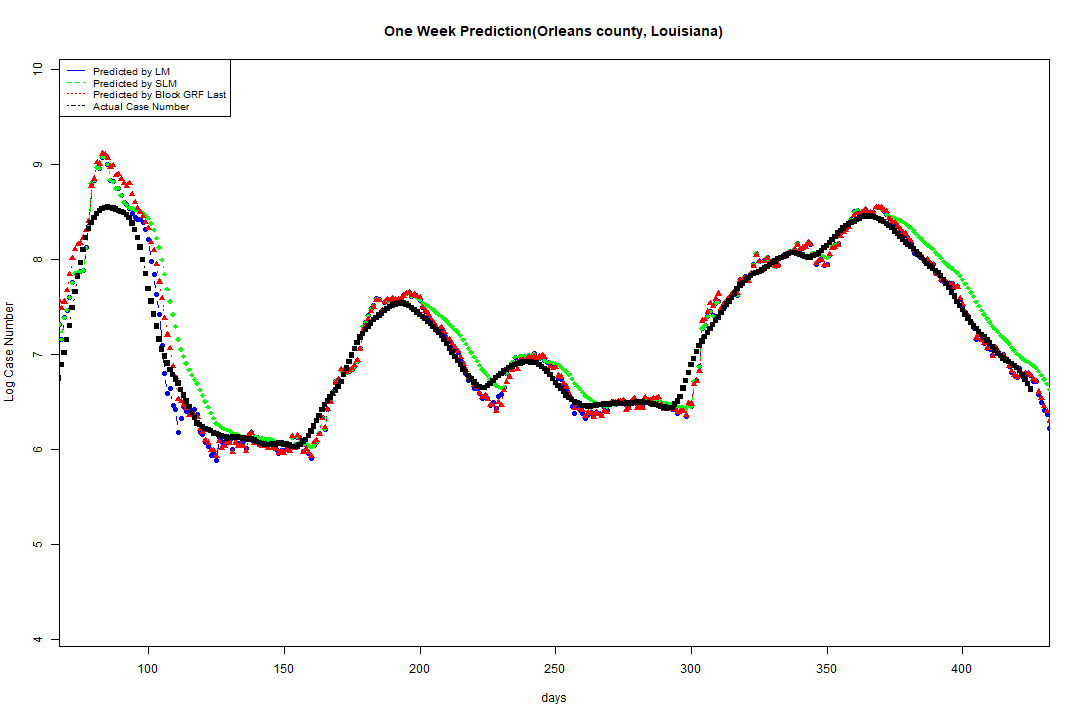 One Week Prediction(Orleans county, Louisiana)
Predicted by LM
Predicted by SLM
Predicted by Block GRF Last
Actual Case Number
10
9
8
7
6
5
4
Log Case Number
100 150 200 250 300 350 400
days